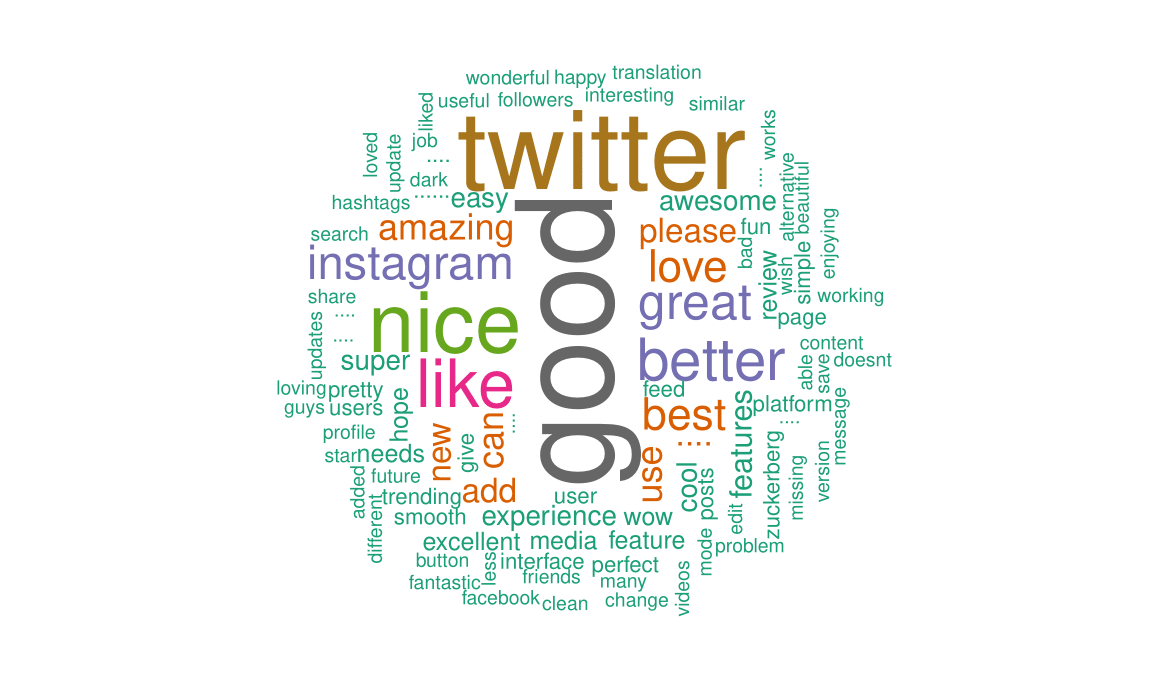 wonderful happy translation
useful followers interesting similar
liked
twitter
works
loved
update
job
....
dark
......
easy
hashtags
awesome
....
alternative
beautiful
search
amazing
good
please
fun
bad
enjoying
instagram
love
review
wish
simple
share
....
nice
great
page
working
....
updates
super
better
content
doesnt
able
save
loving
pretty
like
feed
guys
users
hope
best
features
platform
....
message
profile
new
give
can
....
....
star
needs
use
cool
posts
zuckerberg
missing
version
future
added
trending
add
user
edit
different
smooth
experience
wow
excellent
media
feature
mode
problem
button
less
interface
perfect
fantastic
friends
many
videos
facebook
clean
change